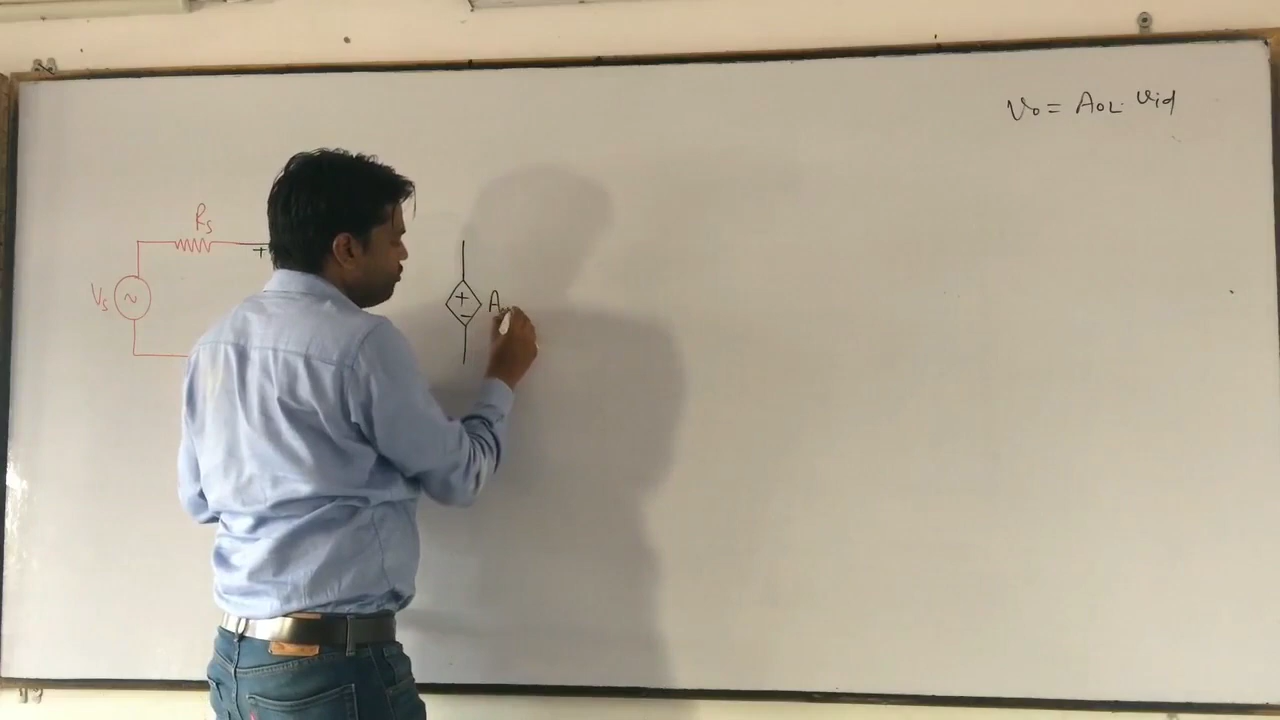 Vo = AOL. Vid
Rs
+
Vs
~
+
-
A